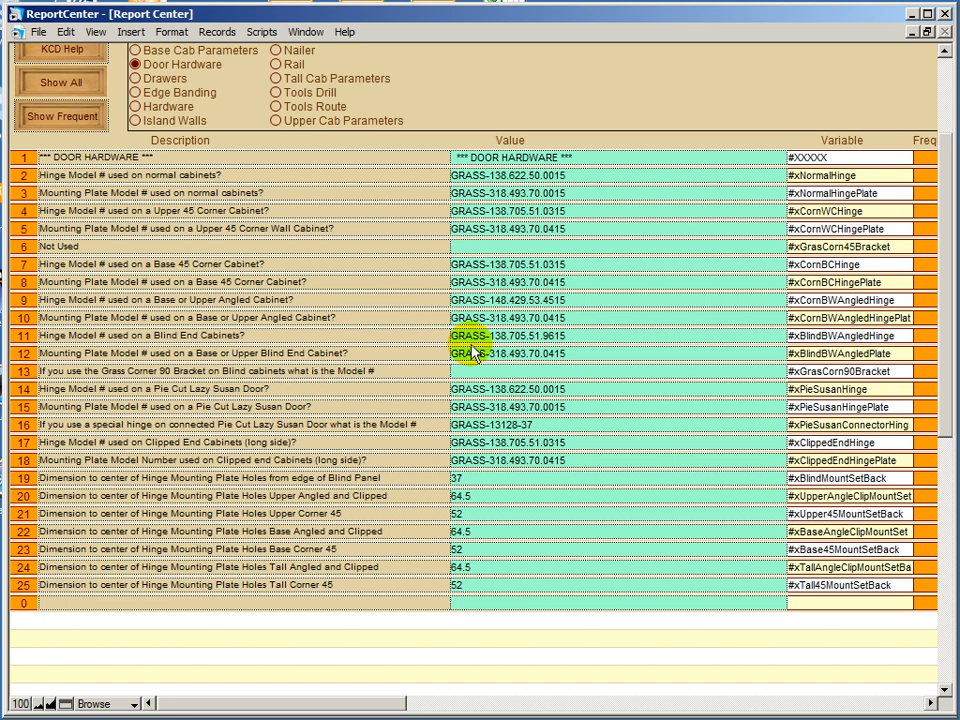 ReportCenter - [Report Center]
File Edit View Insert Format Records Scripts Window Help
KCD Help
Show All
Show Frequent
Base Cab Parameters Nailer
Door Hardware Rail
Drawers Tall Cab Parameters
Edge Banding Tools Drill
Hardware Tools Route
Island Walls Upper Cab Parameters
Description Value Variable Freq
1 *** DOOR HARDWARE *** *** DOOR HARDWARE *** #XXXXX
2 Hinge Model # used on normal cabinets? GRASS-138.622.50.0015 #xNormalHinge
3 Mounting Plate Model # used on normal cabinets? GRASS-318.493.70.0015 #xNormalHingePlate
4 Hinge Model # used on a Upper 45 Corner Cabinet? GRASS-138.705.51.0315 #xCornWCHinge
5 Mounting Plate Model # used on a Upper 45 Corner Wall Cabinet? GRASS-318.493.70.0415 #xCornWCHingePlate
6 Not Used #xGrasCorn45Bracket
7 Hinge Model # used on a Base 45 Corner Cabinet? GRASS-138.705.51.0315 #xCornBCHinge
8 Mounting Plate Model # used on a Base 45 Corner Cabinet? GRASS-318.493.70.0415 #xCornBCHingePlate
9 Hinge Model # used on a Base or Upper Angled Cabinet? GRASS-148.429.53.4515 #xCornBWAngledHinge
10 Mounting Plate Model # used on a Base or Upper Angled Cabinet? GRASS-318.493.70.0415 #xCornBWAngledHingePlat
11 Hinge Model # used on a Blind End Cabinets? GRASS-138.705.51.9615 #xBlindBWAngledHinge
12 Mounting Plate Model # used on a Base or Upper Blind End Cabinet? GRASS-318.493.70.0415 #xBlindBWAngledPlate
13 If you use the Grass Corner 90 Bracket on Blind cabinets what is the Model # #xGrasCorn90Bracket
14 Hinge Model # used on a Pie Cut Lazy Susan Door? GRASS-138.622.50.0015 #xPieSusanHinge
15 Mounting Plate Model # used on a Pie Cut Lazy Susan Door? GRASS-318.493.70.0015 #xPieSusanHingePlate
16 If you use a special hinge on connected Pie Cut Lazy Susan Door what is the Model # GRASS-13128-37 #xPieSusanConnectorHing
17 Hinge Model # used on Clipped End Cabinets (long side)? GRASS-138.705.51.0315 #xClippedEndHinge
18 Mounting Plate Model Number used on Clipped end Cabinets (long side)? GRASS-318.493.70.0415 #xClippedEndHingePlate
19 Dimension to center of Hinge Mounting Plate Holes from edge of Blind Panel 37 #xBlindMountSetBack
20 Dimension to center of Hinge Mounting Plate Holes Upper Angled and Clipped 64.5 #xUpperAngleClipMountSet
21 Dimension to center of Hinge Mounting Plate Holes Upper Corner 45 52 #xUpper45MountSetBack
22 Dimension to center of Hinge Mounting Plate Holes Base Angled and Clipped 64.5 #xBaseAngleClipMountSet
23 Dimension to center of Hinge Mounting Plate Holes Base Corner 45 52 #xBase45MountSetBack
24 Dimension to center of Hinge Mounting Plate Holes Tall Angled and Clipped 64.5 #xTallAngleClipMountSetBa
25 Dimension to center of Hinge Mounting Plate Holes Tall Corner 45 52 #xTall45MountSetBack
0
100 Browse